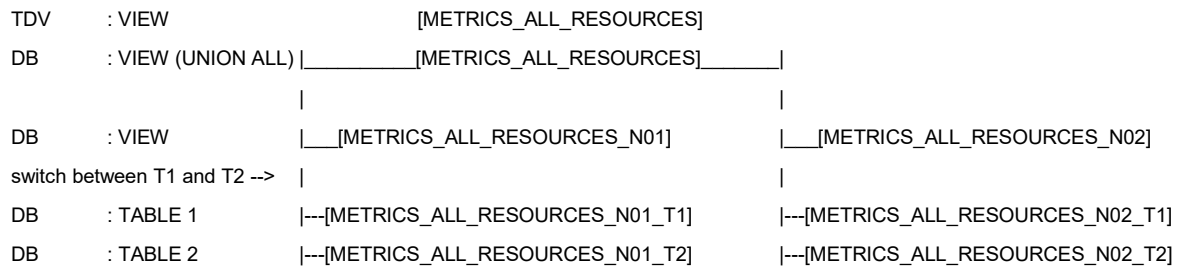 TDV : VIEW [METRICS_ALL_RESOURCES]
DB : VIEW (UNION ALL) |__________[METRICS_ALL_RESOURCES]_______|
| |
DB : VIEW |___[METRICS_ALL_RESOURCES_N01] |___[METRICS_ALL_RESOURCES_N02]
switch between T1 and T2 --> | |
DB : TABLE 1 |---[METRICS_ALL_RESOURCES_N01_T1] |---[METRICS_ALL_RESOURCES_N02_T1]
DB : TABLE 2 |---[METRICS_ALL_RESOURCES_N01_T2] |---[METRICS_ALL_RESOURCES_N02_T2]